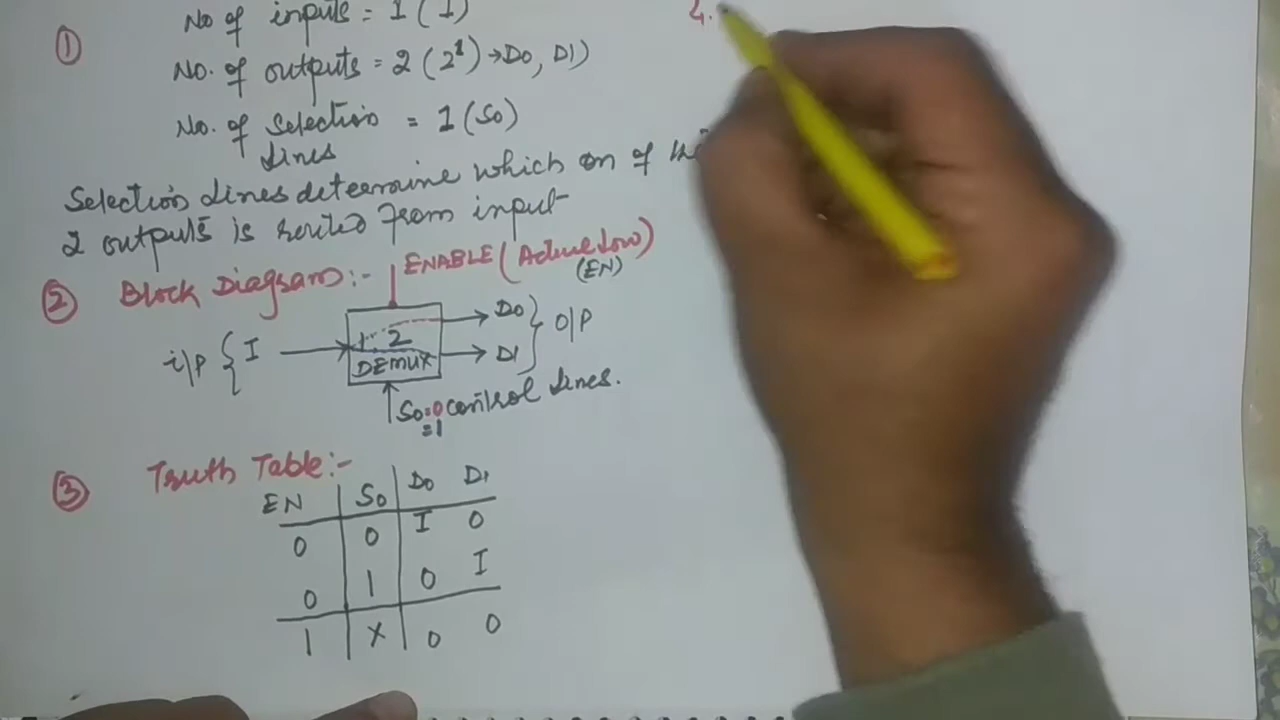 ① No of inputs = 1 (I)
No. of outputs = 2 (2¹) → D0, D1)
No. of Selection lines = 1 (S0)
Selection lines determine which on of
2 outputs is routed from input
② Block Diagram :- ENABLE (Active Low)
(EN)
i/p { I
1:2
DEMUX
D0
D1
} O/P
S0=0 control lines.
=1
③ Truth Table :-
EN S0 D0 D1
0 0 I 0
0 1 0 I
1 X 0 0
4.